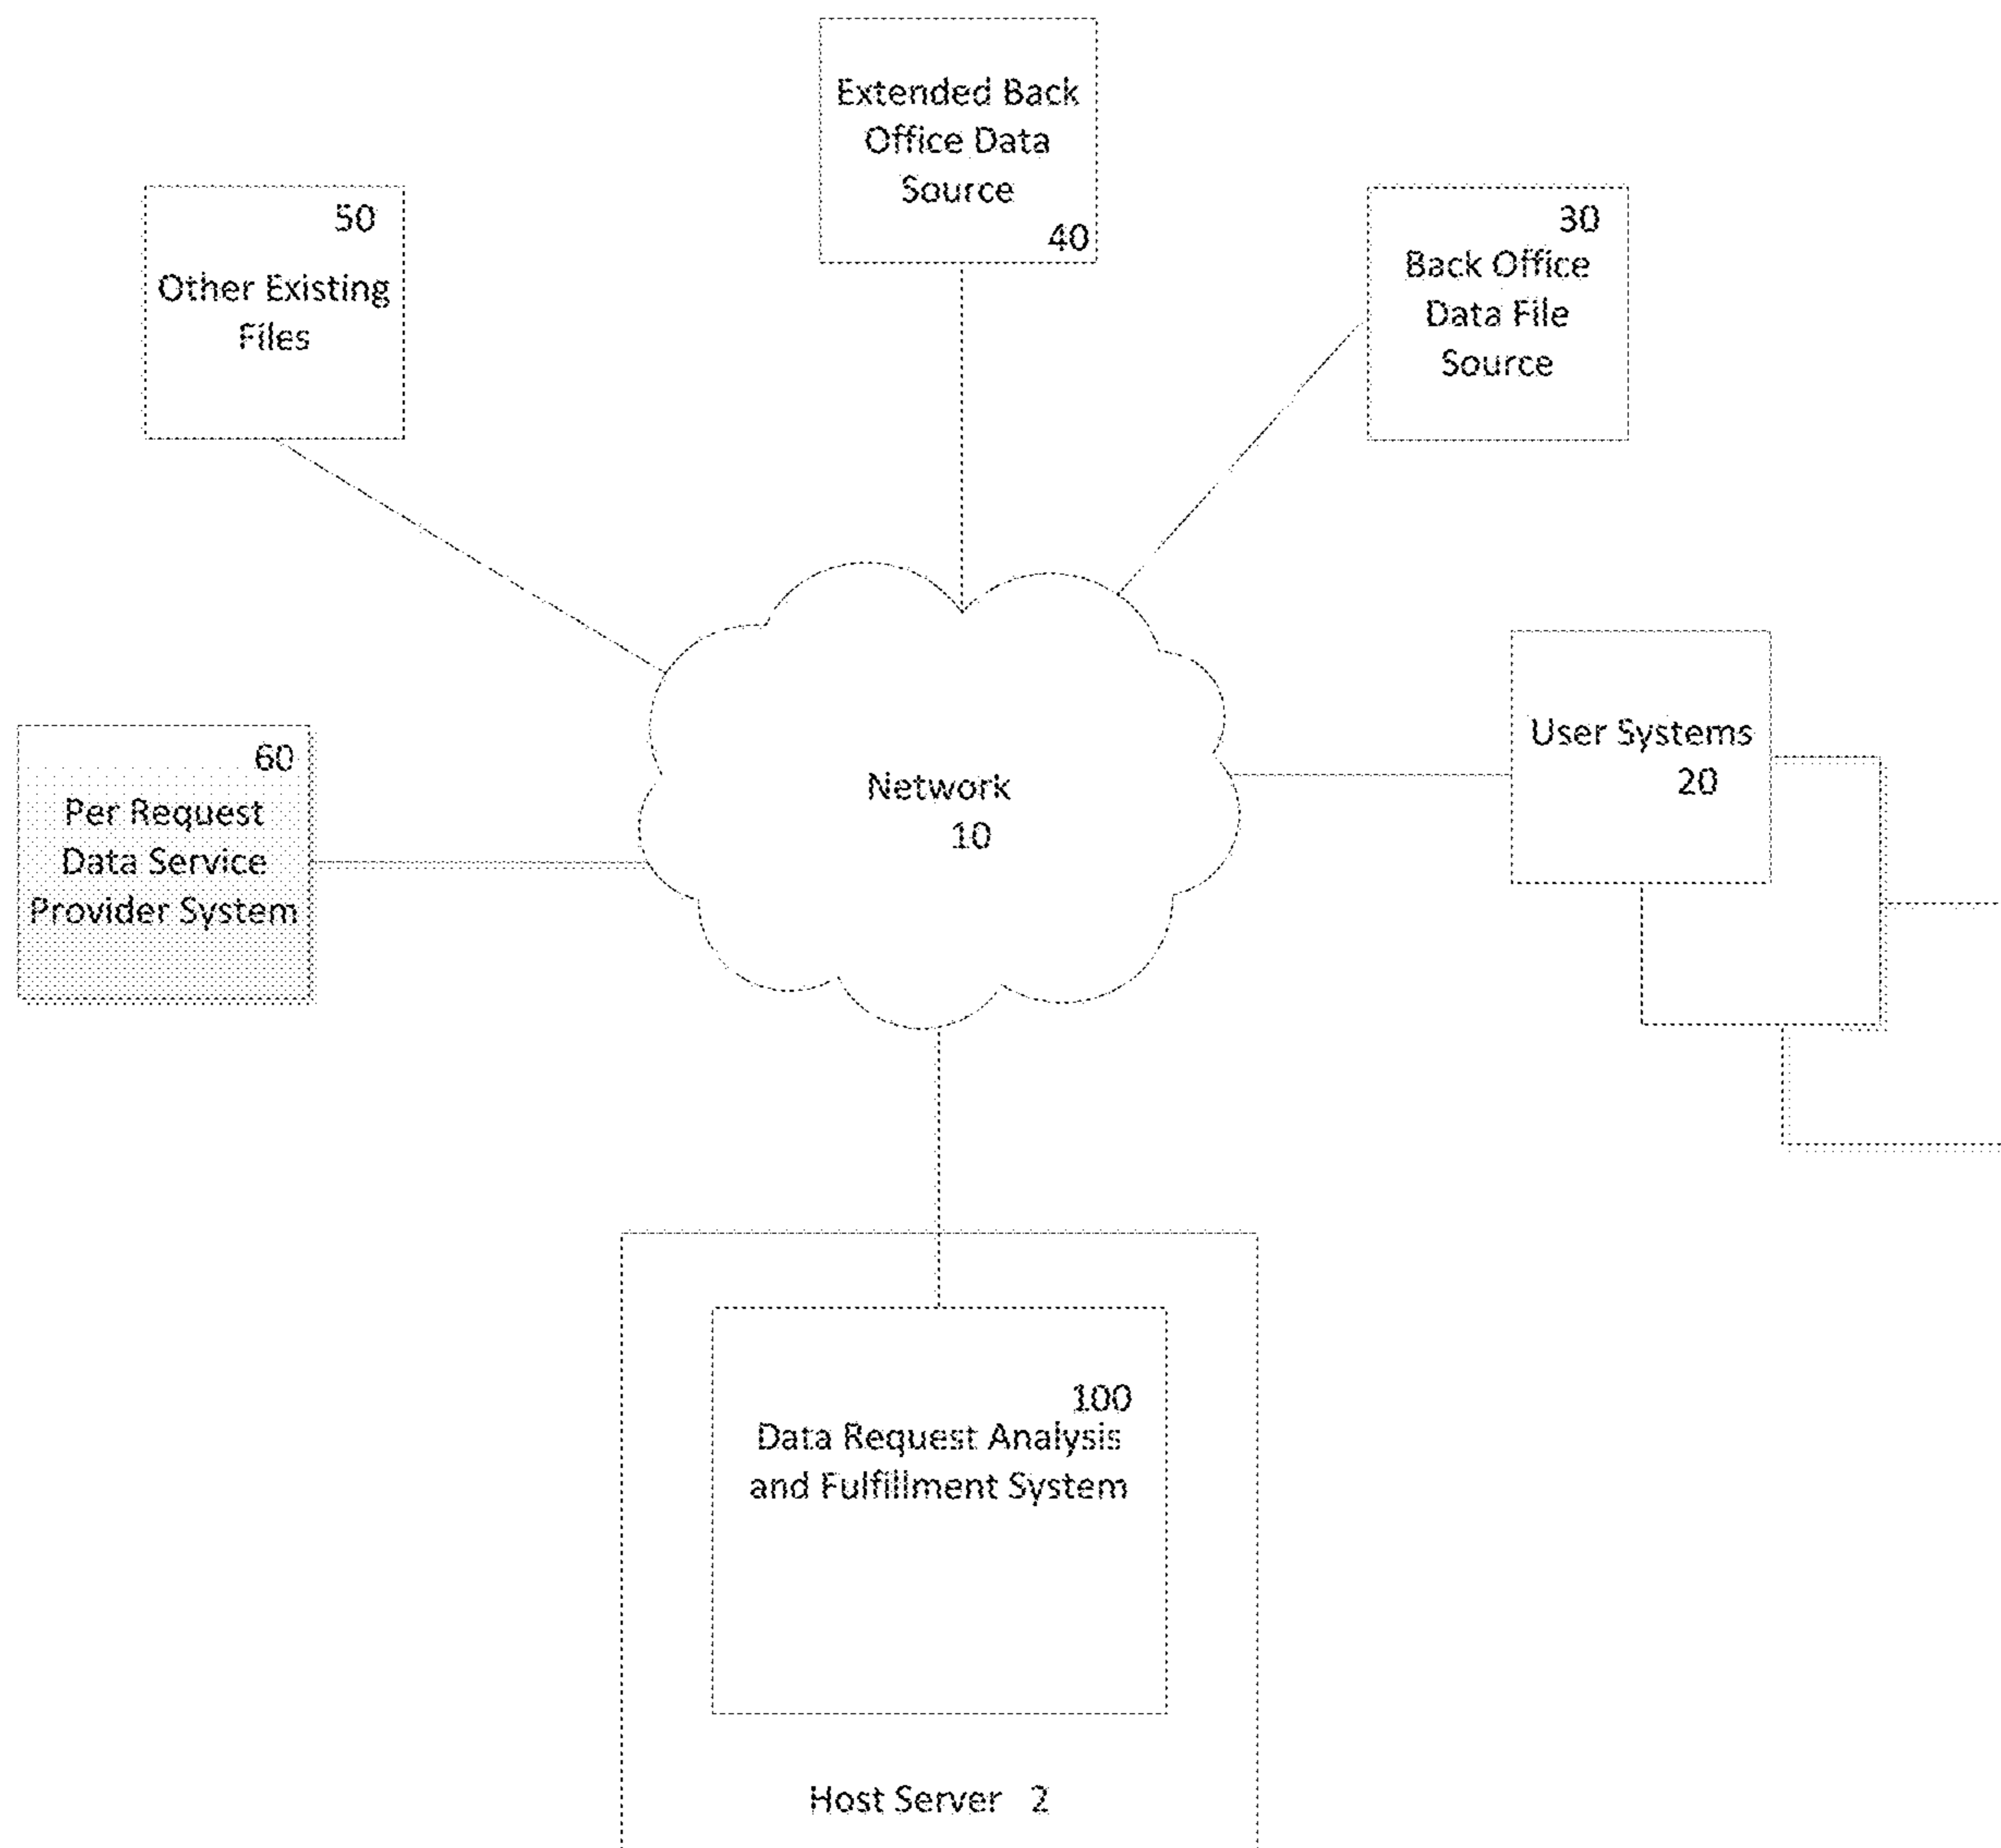 Extended Back
Office Data
Source
40
50
Other Existing
Files
30
Back Office
Data File
Source
User Systems
20
60
Per Request
Data Service
Provider System
Network
10
100
Data Request Analysis
and Fulfillment System
Host Server 2